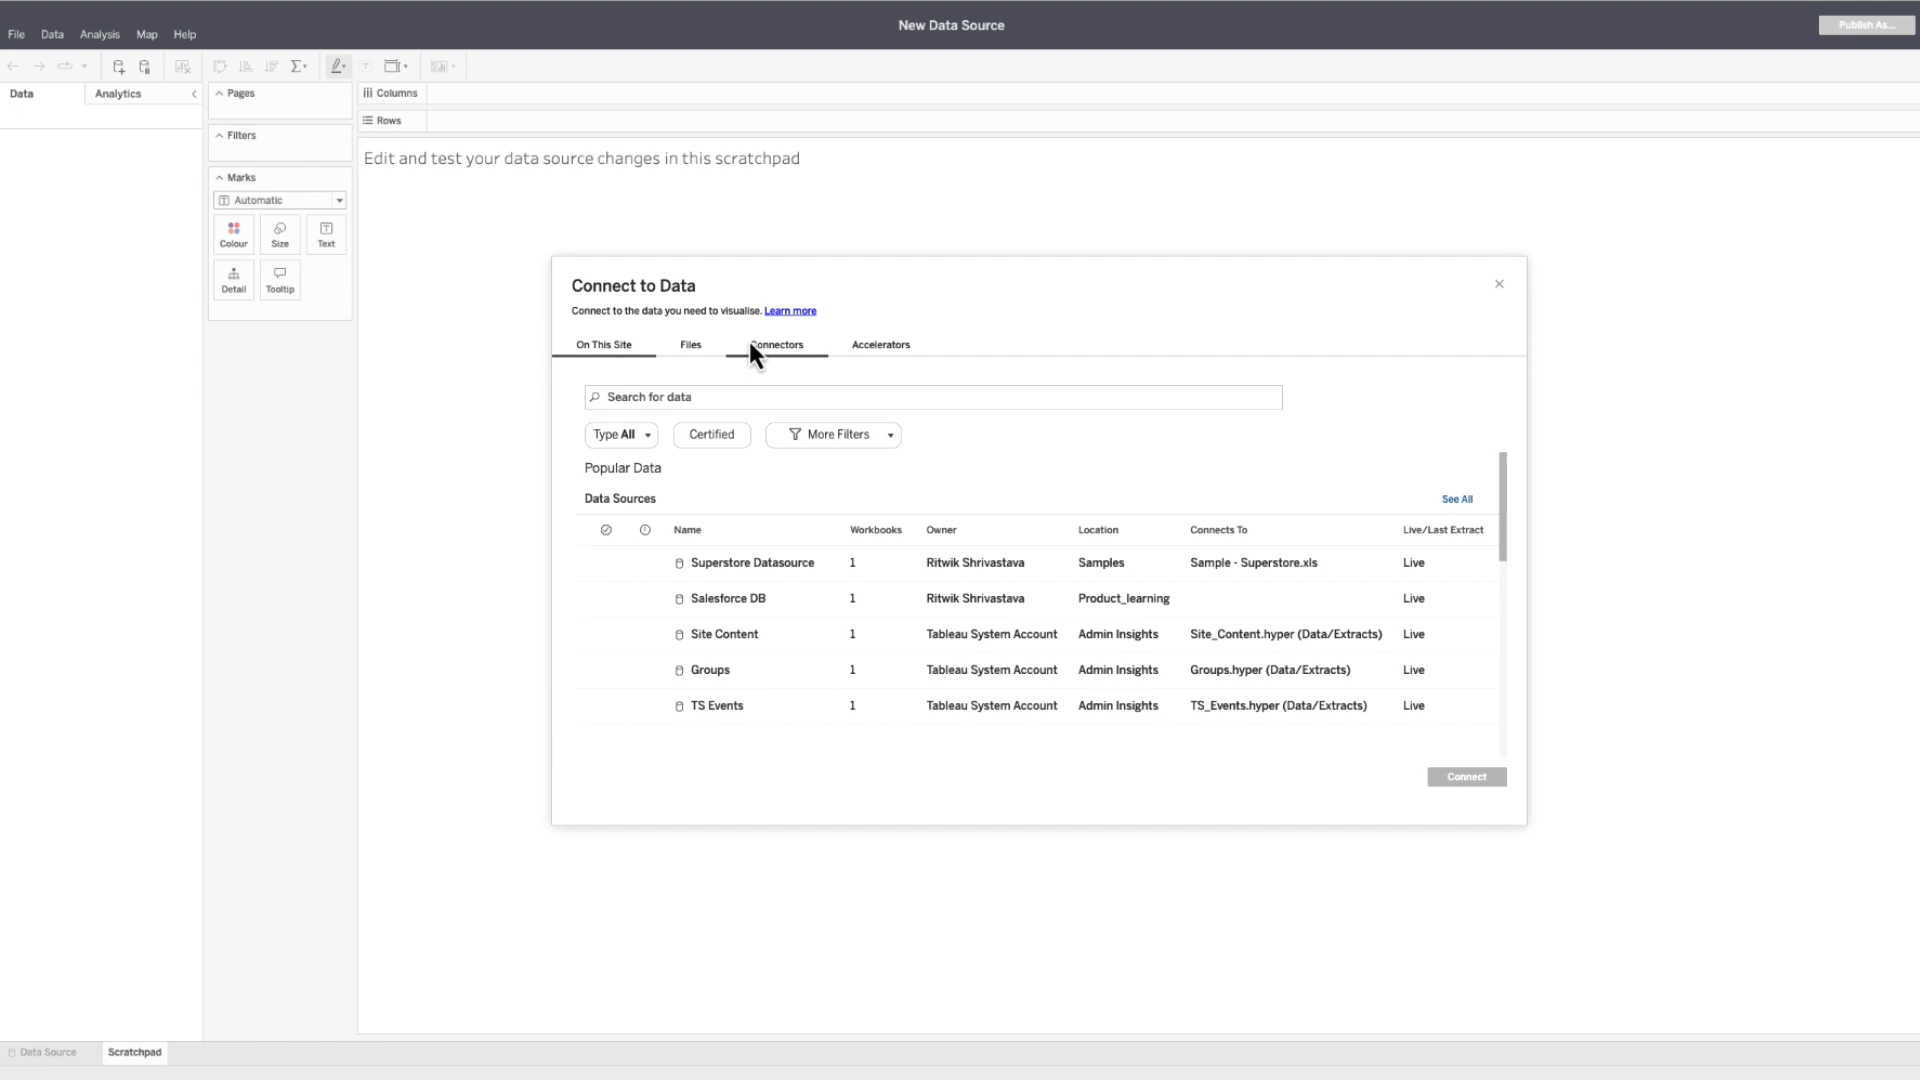 New Data Source
Publish As...
File Data Analysis Map Help
Data Analytics
Pages
Columns
Filters
Rows
Edit and test your data source changes in this scratchpad
Marks
Automatic
Colour Size Text
Detail Tooltip
Connect to Data
Connect to the data you need to visualise. Learn more
On This Site Files Connectors Accelerators
Search for data
Type All Certified More Filters
Popular Data
Data Sources See All
Name Workbooks Owner Location Connects To Live/Last Extract
Superstore Datasource 1 Ritwik Shrivastava Samples Sample - Superstore.xls Live
Salesforce DB 1 Ritwik Shrivastava Product_learning Live
Site Content 1 Tableau System Account Admin Insights Site_Content.hyper (Data/Extracts) Live
Groups 1 Tableau System Account Admin Insights Groups.hyper (Data/Extracts) Live
TS Events 1 Tableau System Account Admin Insights TS_Events.hyper (Data/Extracts) Live
Connect
Data Source Scratchpad